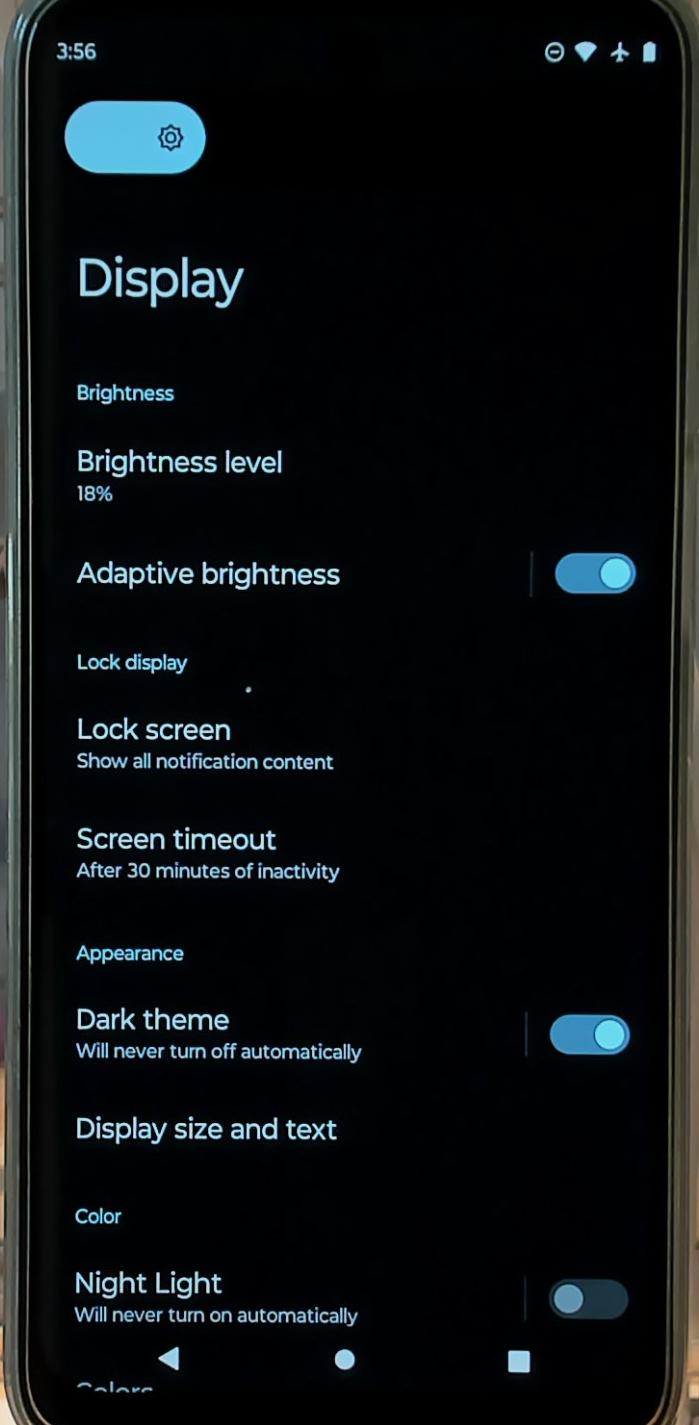 3:56
Display
Brightness
Brightness level
18%
Adaptive brightness
Lock display
Lock screen
Show all notification content
Screen timeout
After 30 minutes of inactivity
Appearance
Dark theme
Will never turn off automatically
Display size and text
Color
Night Light
Will never turn on automatically
Colors